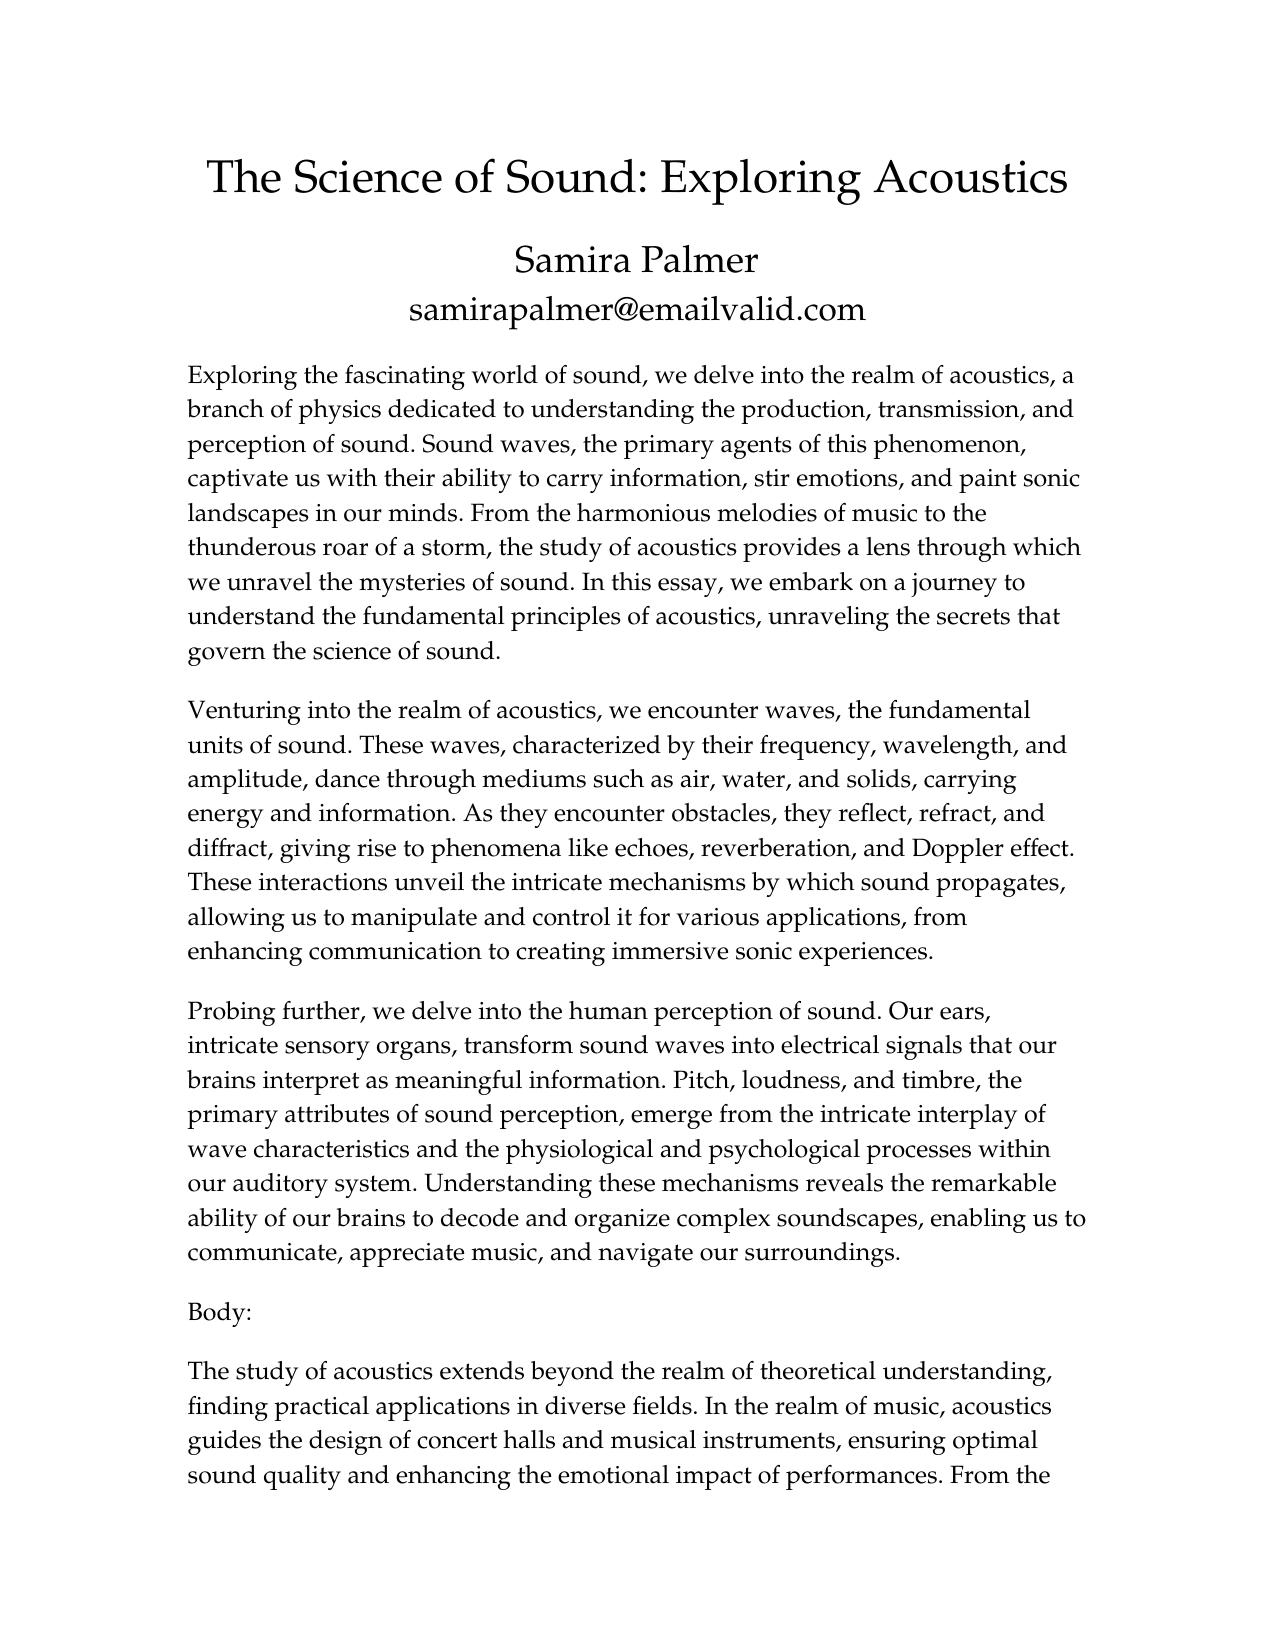 The Science of Sound: Exploring Acoustics
Samira Palmer
samirapalmer@emailvalid.com
Exploring the fascinating world of sound, we delve into the realm of acoustics, a
branch of physics dedicated to understanding the production, transmission, and
perception of sound. Sound waves, the primary agents of this phenomenon,
captivate us with their ability to carry information, stir emotions, and paint sonic
landscapes in our minds. From the harmonious melodies of music to the
thunderous roar of a storm, the study of acoustics provides a lens through which
we unravel the mysteries of sound. In this essay, we embark on a journey to
understand the fundamental principles of acoustics, unraveling the secrets that
govern the science of sound.
Venturing into the realm of acoustics, we encounter waves, the fundamental
units of sound. These waves, characterized by their frequency, wavelength, and
amplitude, dance through mediums such as air, water, and solids, carrying
energy and information. As they encounter obstacles, they reflect, refract, and
diffract, giving rise to phenomena like echoes, reverberation, and Doppler effect.
These interactions unveil the intricate mechanisms by which sound propagates,
allowing us to manipulate and control it for various applications, from
enhancing communication to creating immersive sonic experiences.
Probing further, we delve into the human perception of sound. Our ears,
intricate sensory organs, transform sound waves into electrical signals that our
brains interpret as meaningful information. Pitch, loudness, and timbre, the
primary attributes of sound perception, emerge from the intricate interplay of
wave characteristics and the physiological and psychological processes within
our auditory system. Understanding these mechanisms reveals the remarkable
ability of our brains to decode and organize complex soundscapes, enabling us to
communicate, appreciate music, and navigate our surroundings.
Body:
The study of acoustics extends beyond the realm of theoretical understanding,
finding practical applications in diverse fields. In the realm of music, acoustics
guides the design of concert halls and musical instruments, ensuring optimal
sound quality and enhancing the emotional impact of performances. From the